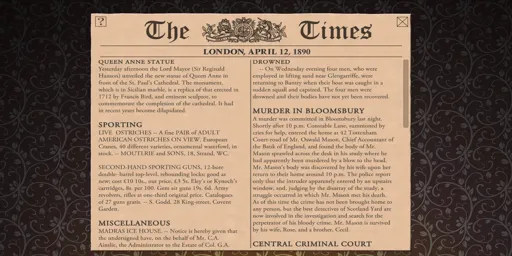 ?
The Times
LONDON, APRIL 12, 1890
QUEEN ANNE STATUE
Yesterday afternoon the Lord Mayor (Sir Reginald
Hanson) unveiled the new statue of Queen Anne in
front of the St. Paul's Cathedral. The monument,
which is in Sicilian marble, is a replica of that erected in
1712 by Francis Bird, and eminent sculptor, to
commemorate the completion of the cathedral. It had
in recent years become dilapidated.
SPORTING
LIVE OSTRICHES -- A fine PAIR OF ADULT
AMERICAN OSTRICHES ON VIEW. European
Cranes, 40 different varieties, ornamental waterfowl, in
stock. -- MOUTERIE and SONS, 18, Strand, WC.
SECOND-HAND SPORTING GUNS. 12-bore
double- barrel top-level. rebounding locks: good as
new; cost £10 10s., our price, £3 5s. Eley's or Kynoch's
cartridges, 8s. per 100. Gem air guns 19s. 6d. Army
revolvers, rifles at one-third original price. Catalogues
of 27 gross gratis. -- S. Godd. 28 King-street. Covent
Garden.
MISCELLANEOUS
MADRAS ICE HOUSE -- Notice is hereby given that
the undersigned have, on the behalf of Mr. C.A.
Ainslie, the Administrator to the Estate of Col. G.A.
DROWNED
-- On Wednesday evening four men, who were
employed in lifting sand near Glengarriffe, were
returning to Bantry when their boat was caught in a
sudden squall and capsized. The four men were
drowned and their bodies have not yet been recovered.
MURDER IN BLOOMSBURY
A murder was committed in Bloomsbury last night.
Shortly after 10 p.m. Constable Lane, summoned by
cries for help, entered the home at 42 Tottenham
Court-road of Mr. Oswald Mason, Chief Accountant of
the Bank of England, and found the body of Mr.
Mason sprawled across the desk in his study where he
had apparently been murdered by a blow to the head.
Mr. Mason's body was discovered by his wife upon her
return to their home around 10 p.m. The police report
only that the intruder apparently entered by an upstairs
window, and, judging by the disarray of the study, a
struggle occurred in which Mr. Mason met his death.
As of this time the crime has not been brought home to
any person, but the best detectives of Scotland Yard are
now involved in the investigation and search for the
perpetrator of his bloody crime. Mr. Mason is survived
by his wife, Rose, and a brother, Cecil.
CENTRAL CRIMINAL COURT